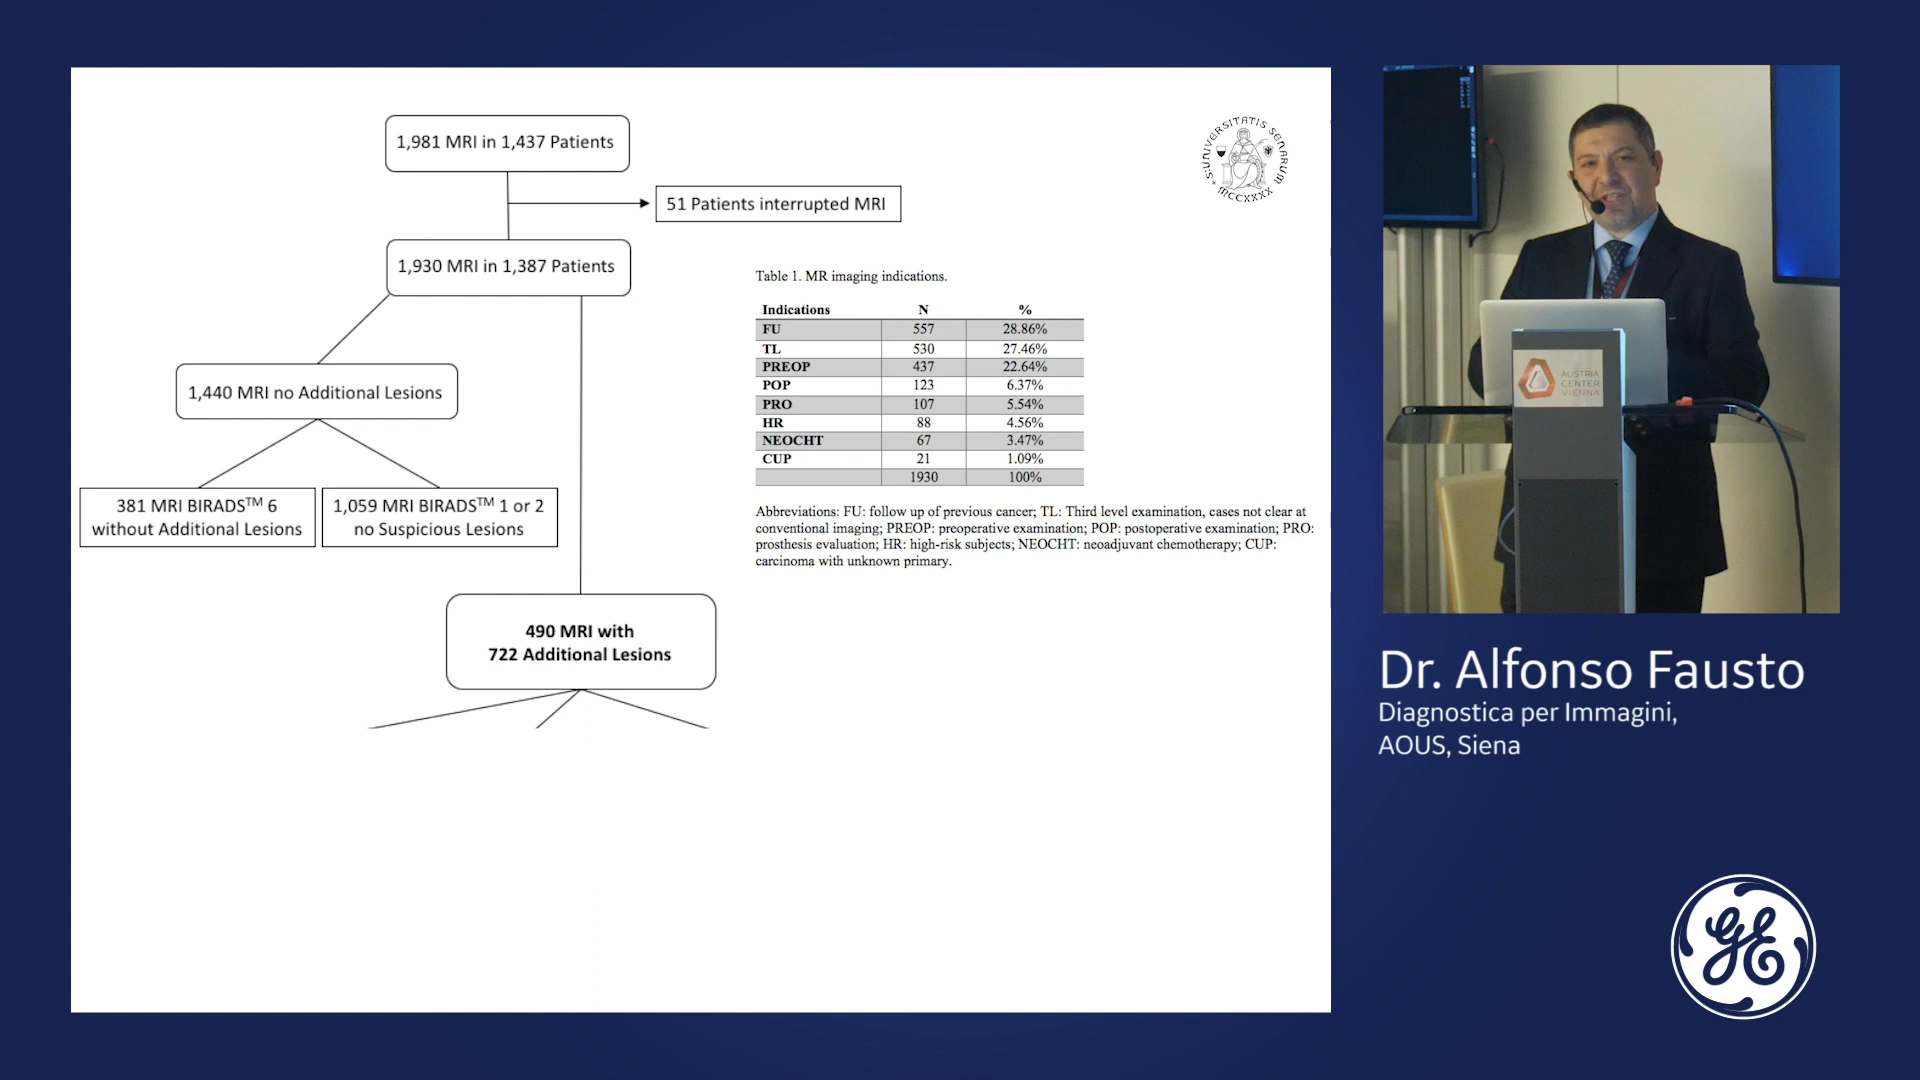 1,981 MRI in 1,437 Patients
51 Patients interrupted MRI
1,930 MRI in 1,387 Patients
1,440 MRI no Additional Lesions
381 MRI BIRADS™ 6
without Additional Lesions
1,059 MRI BIRADS™ 1 or 2
no Suspicious Lesions
490 MRI with
722 Additional Lesions
S:UNIVERSITATIS SENARUM
MCCXXXX
Table 1. MR imaging indications.
Indications N %
FU 557 28.86%
TL 530 27.46%
PREOP 437 22.64%
POP 123 6.37%
PRO 107 5.54%
HR 88 4.56%
NEOCHT 67 3.47%
CUP 21 1.09%
1930 100%
Abbreviations: FU: follow up of previous cancer; TL: Third level examination, cases not clear at
conventional imaging; PREOP: preoperative examination; POP: postoperative examination; PRO:
prosthesis evaluation; HR: high-risk subjects; NEOCHT: neoadjuvant chemotherapy; CUP:
carcinoma with unknown primary.
AUSTRIA
CENTER
VIENNA
Dr. Alfonso Fausto
Diagnostica per Immagini,
AOUS, Siena
GE